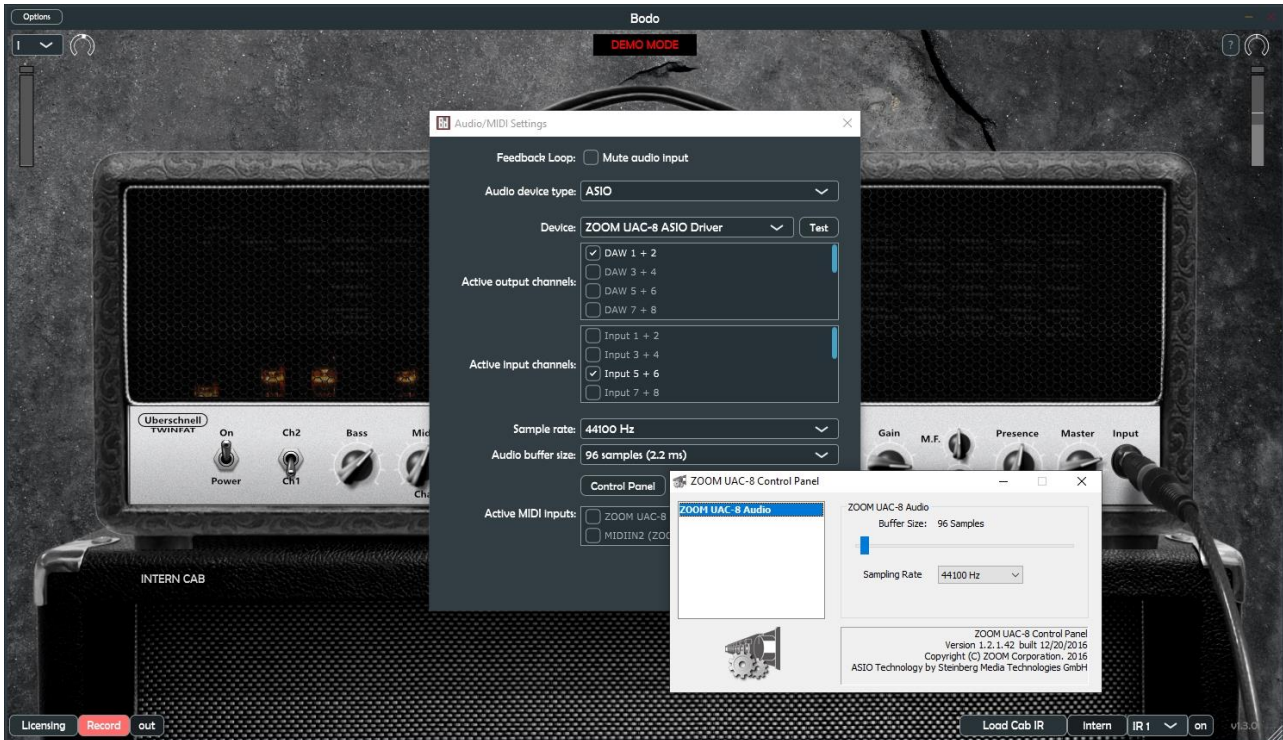 Options
Bodo
I
DEMO MODE
?
Audio/MIDI Settings
Feedback Loop: Mute audio input
Audio device type: ASIO
Device: ZOOM UAC-8 ASIO Driver Test
Active output channels:
DAW 1 + 2
DAW 3 + 4
DAW 5 + 6
DAW 7 + 8
Active input channels:
Input 1 + 2
Input 3 + 4
Input 5 + 6
Input 7 + 8
Sample rate: 44100 Hz
Audio buffer size: 96 samples (2.2 ms)
Control Panel
Active MIDI inputs:
ZOOM UAC-8
MIDIIN2 (ZOO
Uberschnell
TWINFAT
On
Power
Ch2
Ch1
Bass
Mid
Cha
Gain
M.F.
Presence
Master
Input
ZOOM UAC-8 Control Panel
ZOOM UAC-8 Audio
ZOOM UAC-8 Audio
Buffer Size: 96 Samples
Sampling Rate 44100 Hz
ZOOM UAC-8 Control Panel
Version 1.2.1.42 built 12/20/2016
Copyright (C) ZOOM Corporation. 2016
ASIO Technology by Steinberg Media Technologies GmbH
INTERN CAB
Licensing
Record
out
Load Cab IR
Intern
IR 1
on
v1.3.0